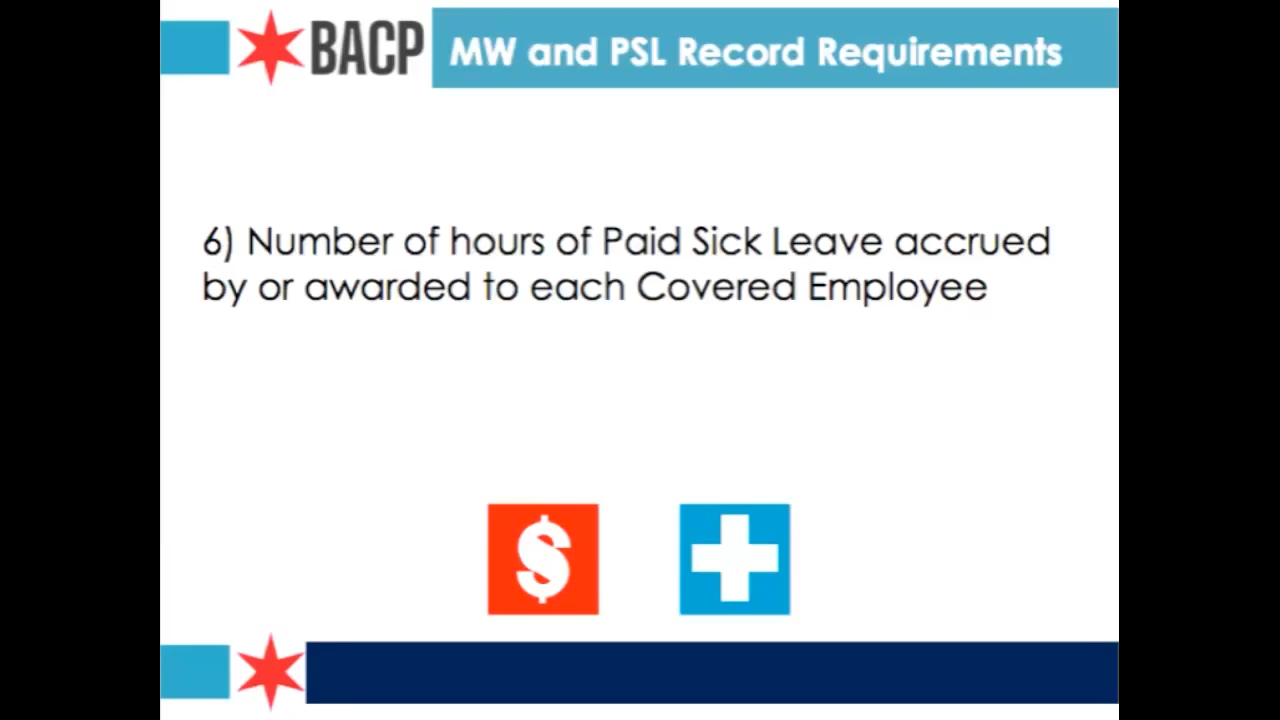 BACP
MW and PSL Record Requirements
6) Number of hours of Paid Sick Leave accrued
by or awarded to each Covered Employee
$